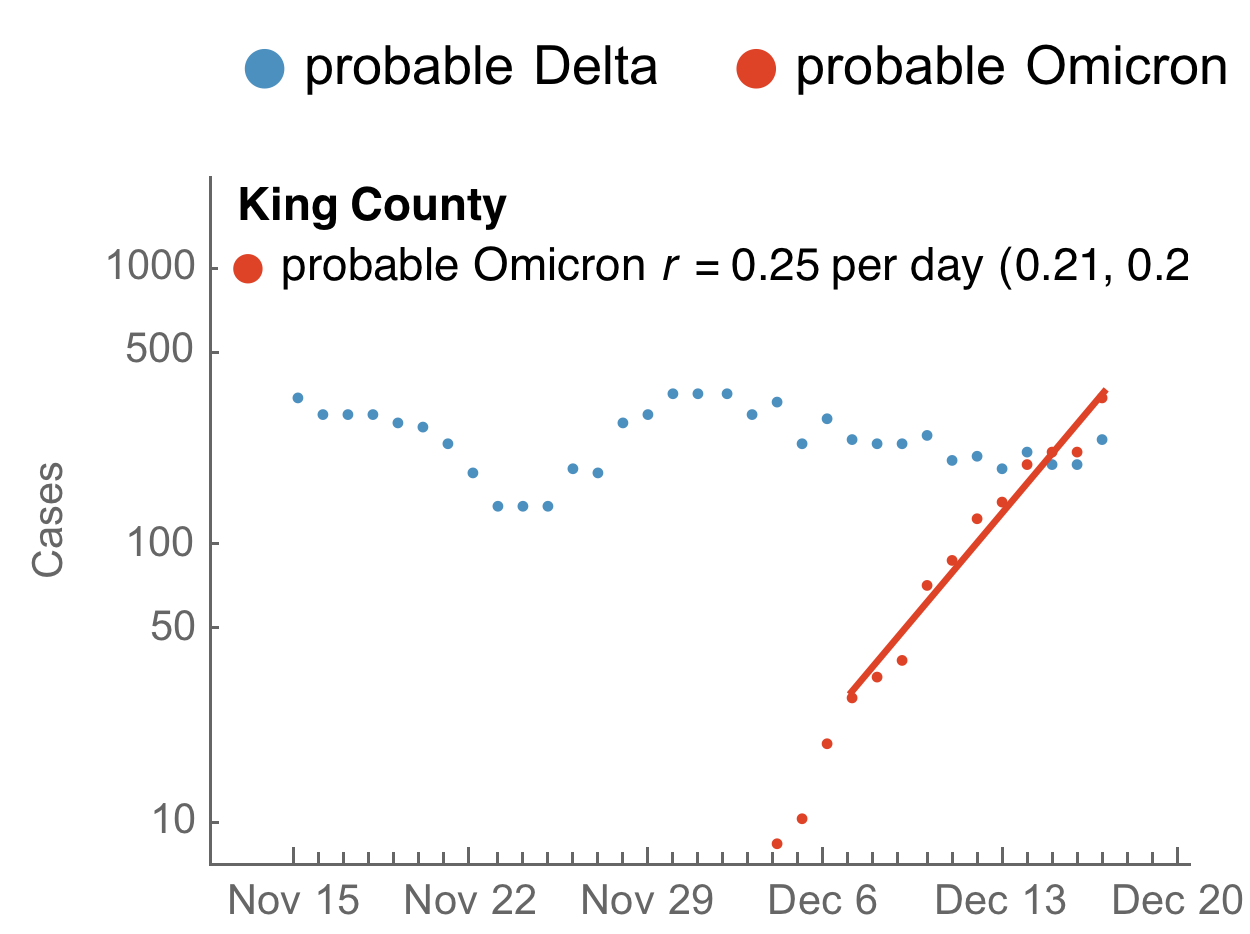 probable Delta probable Omicron
King County
probable Omicron r = 0.25 per day (0.21, 0.2
1000
500
100
50
10
Cases
Nov 15 Nov 22 Nov 29 Dec 6 Dec 13 Dec 20